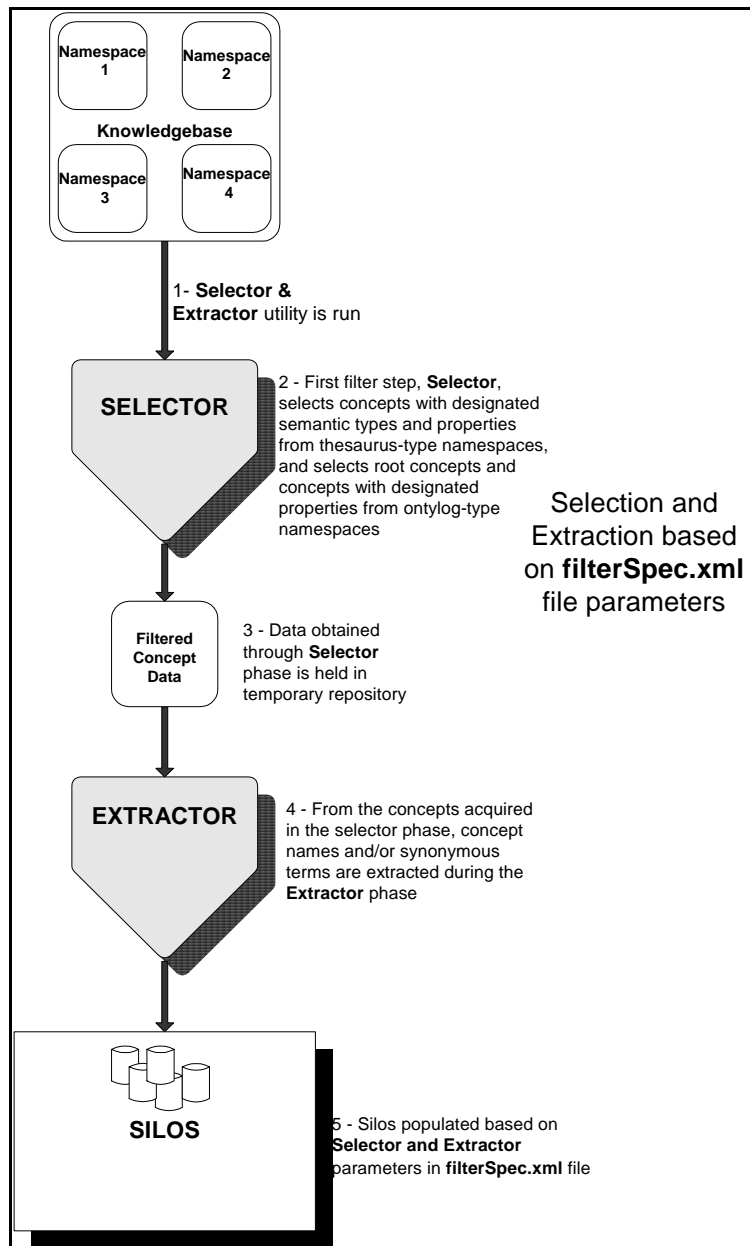 Namespace
1
Namespace
2
Knowledgebase
Namespace
3
Namespace
4
1- Selector &
Extractor utility is run
SELECTOR
2 - First filter step, Selector,
selects concepts with designated
semantic types and properties
from thesaurus-type namespaces,
and selects root concepts and
concepts with designated
properties from ontylog-type
namespaces
Selection and
Extraction based
on filterSpec.xml
file parameters
Filtered
Concept
Data
3 - Data obtained
through Selector
phase is held in
temporary repository
EXTRACTOR
4 - From the concepts acquired
in the selector phase, concept
names and/or synonymous
terms are extracted during the
Extractor phase
SILOS
5 - Silos populated based on
Selector and Extractor
parameters in filterSpec.xml file